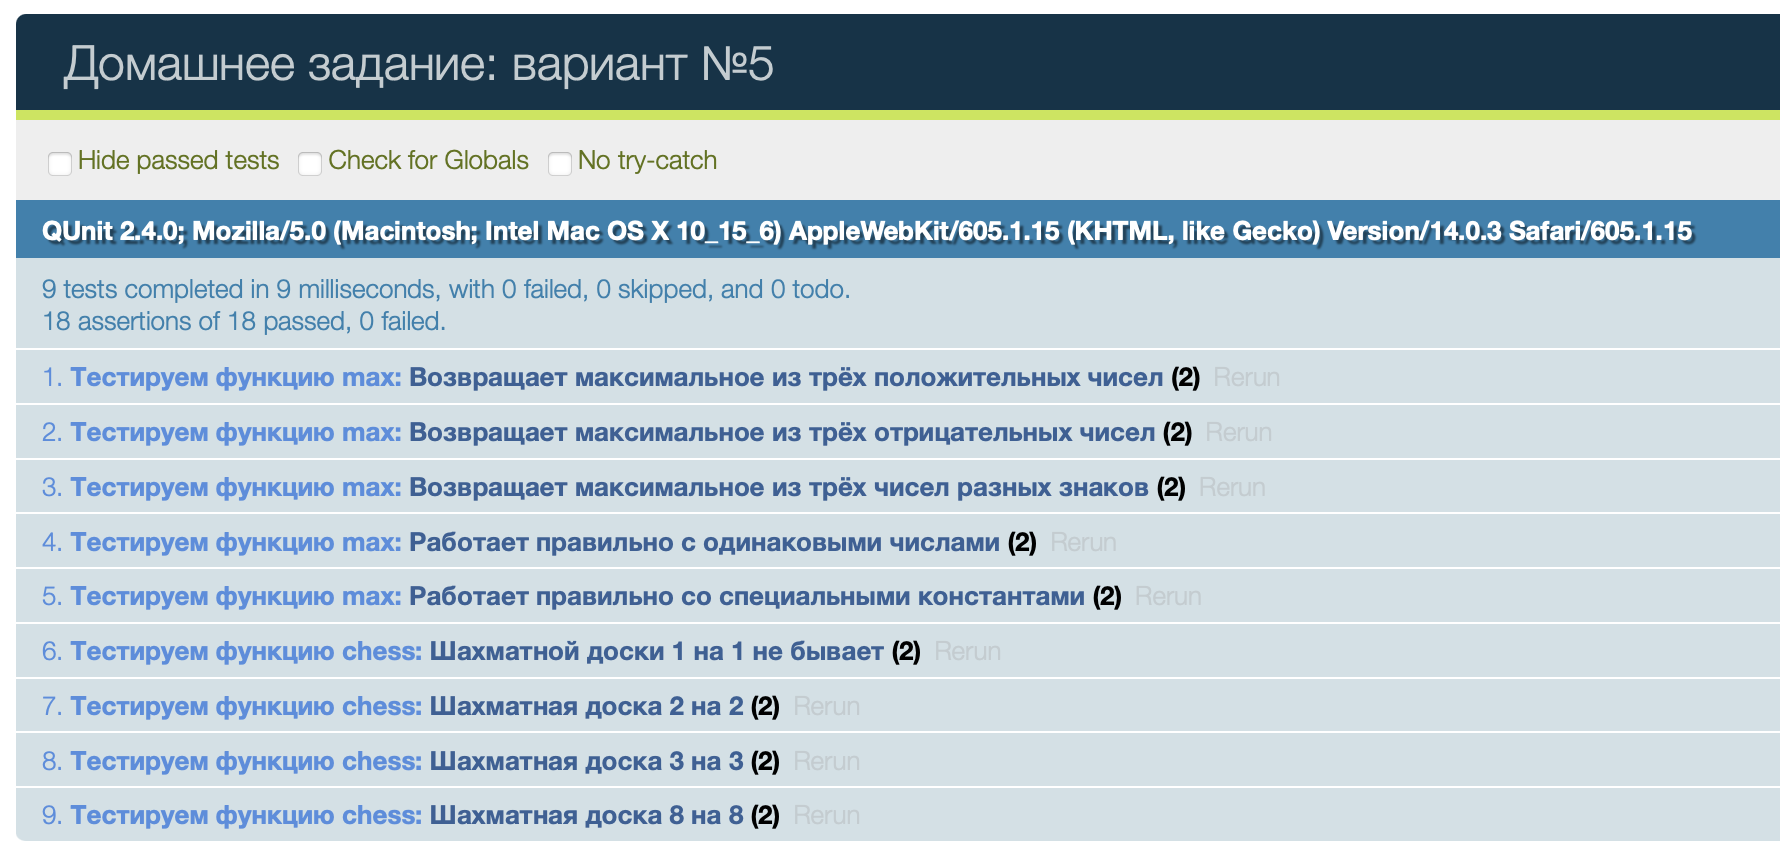 Домашнее задание: вариант №5
Hide passed tests Check for Globals No try-catch
QUnit 2.4.0; Mozilla/5.0 (Macintosh; Intel Mac OS X 10_15_6) AppleWebKit/605.1.15 (KHTML, like Gecko) Version/14.0.3 Safari/605.1.15
9 tests completed in 9 milliseconds, with 0 failed, 0 skipped, and 0 todo.
18 assertions of 18 passed, 0 failed.
1. Тестируем функцию max: Возвращает максимальное из трёх положительных чисел (2) Rerun
2. Тестируем функцию max: Возвращает максимальное из трёх отрицательных чисел (2) Rerun
3. Тестируем функцию max: Возвращает максимальное из трёх чисел разных знаков (2) Rerun
4. Тестируем функцию max: Работает правильно с одинаковыми числами (2) Rerun
5. Тестируем функцию max: Работает правильно со специальными константами (2) Rerun
6. Тестируем функцию chess: Шахматной доски 1 на 1 не бывает (2) Rerun
7. Тестируем функцию chess: Шахматная доска 2 на 2 (2) Rerun
8. Тестируем функцию chess: Шахматная доска 3 на 3 (2) Rerun
9. Тестируем функцию chess: Шахматная доска 8 на 8 (2) Rerun